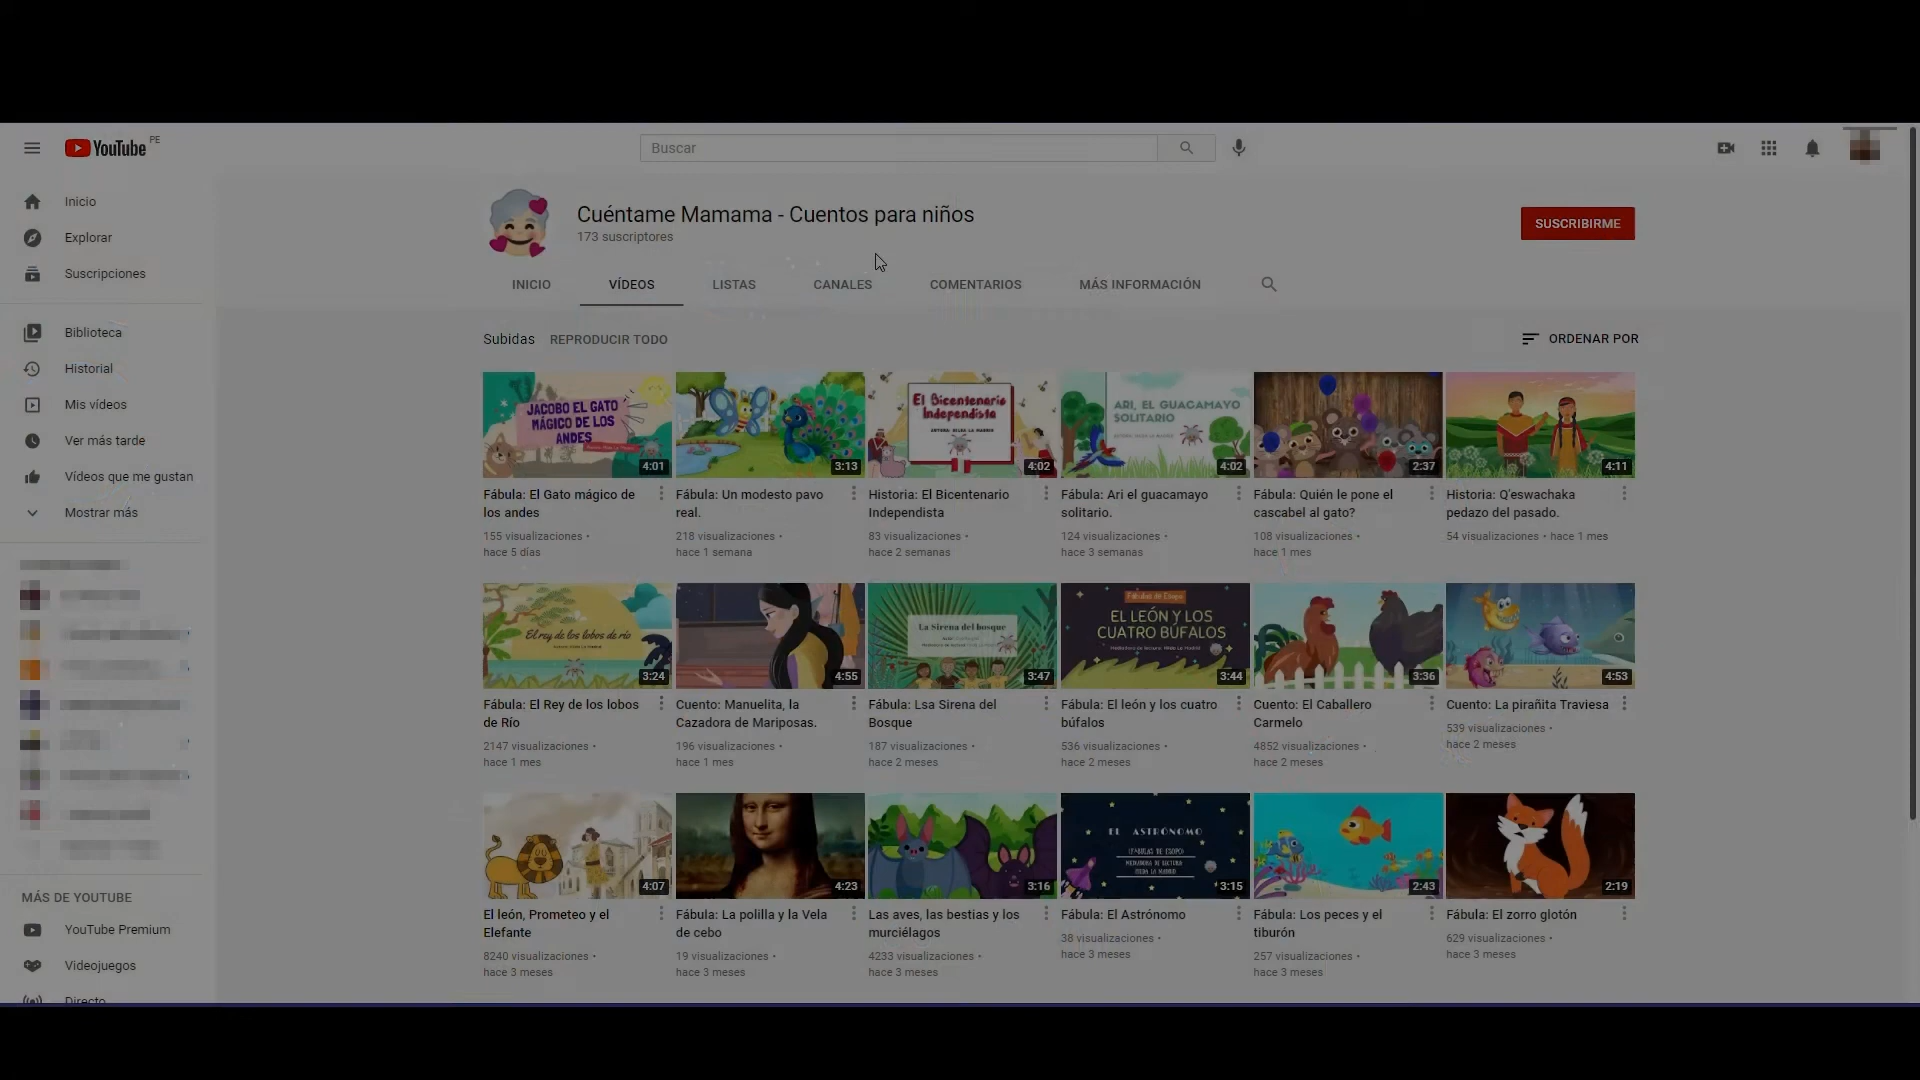 YouTube PE
Buscar
Inicio
Explorar
Suscripciones
Biblioteca
Historial
Mis vídeos
Ver más tarde
Vídeos que me gustan
Mostrar más
MÁS DE YOUTUBE
YouTube Premium
Videojuegos
Directo
Cuéntame Mamama - Cuentos para niños
173 suscriptores
SUSCRIBIRME
INICIO
VÍDEOS
LISTAS
CANALES
COMENTARIOS
MÁS INFORMACIÓN
Subidas
REPRODUCIR TODO
ORDENAR POR
JACOBO EL GATO
MÁGICO DE LOS
ANDES
4:01
Fábula: El Gato mágico de
los andes
155 visualizaciones •
hace 5 días
3:13
Fábula: Un modesto pavo
real.
218 visualizaciones •
hace 1 semana
El Bicentenario
Independista
4:02
Historia: El Bicentenario
Independista
83 visualizaciones •
hace 2 semanas
ARI, EL GUACAMAYO
SOLITARIO
4:02
Fábula: Ari el guacamayo
solitario.
124 visualizaciones •
hace 3 semanas
2:37
Fábula: Quién le pone el
cascabel al gato?
108 visualizaciones •
hace 1 mes
4:11
Historia: Q'eswachaka
pedazo del pasado.
54 visualizaciones • hace 1 mes
El rey de los lobos de río
3:24
Fábula: El Rey de los lobos
de Río
2147 visualizaciones •
hace 1 mes
4:55
Cuento: Manuelita, la
Cazadora de Mariposas.
196 visualizaciones •
hace 1 mes
La Sirena del bosque
3:47
Fábula: Lsa Sirena del
Bosque
187 visualizaciones •
hace 2 meses
Fábulas de Esopo
EL LEÓN Y LOS
CUATRO BÚFALOS
3:44
Fábula: El león y los cuatro
búfalos
536 visualizaciones •
hace 2 meses
3:36
Cuento: El Caballero
Carmelo
4852 visualizaciones •
hace 2 meses
4:53
Cuento: La pirañita Traviesa
539 visualizaciones •
hace 2 meses
4:07
El león, Prometeo y el
Elefante
8240 visualizaciones •
hace 3 meses
4:23
Fábula: La polilla y la Vela
de cebo
19 visualizaciones •
hace 3 meses
3:16
Las aves, las bestias y los
murciélagos
4233 visualizaciones •
hace 3 meses
EL ASTRÓNOMO
(FÁBULAS DE ESOPO)
3:15
Fábula: El Astrónomo
38 visualizaciones •
hace 3 meses
2:43
Fábula: Los peces y el
tiburón
257 visualizaciones •
hace 3 meses
2:19
Fábula: El zorro glotón
629 visualizaciones •
hace 3 meses